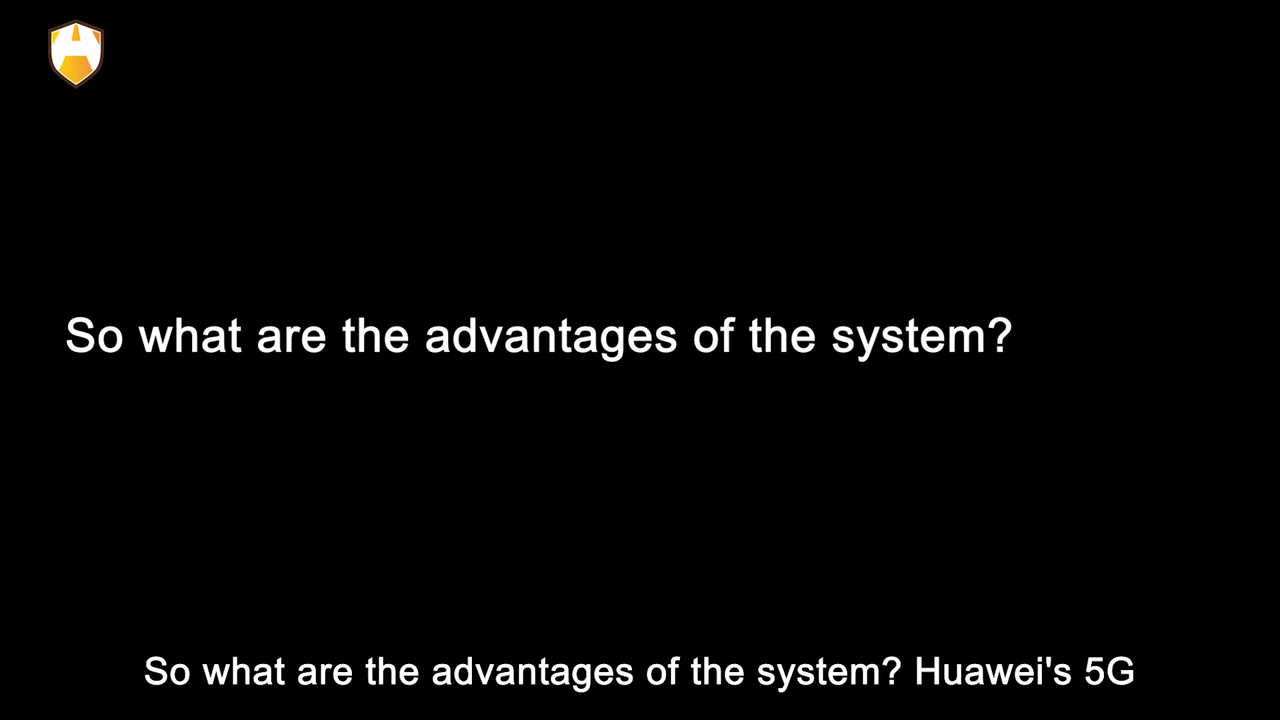 So what are the advantages of the system?
So what are the advantages of the system? Huawei's 5G